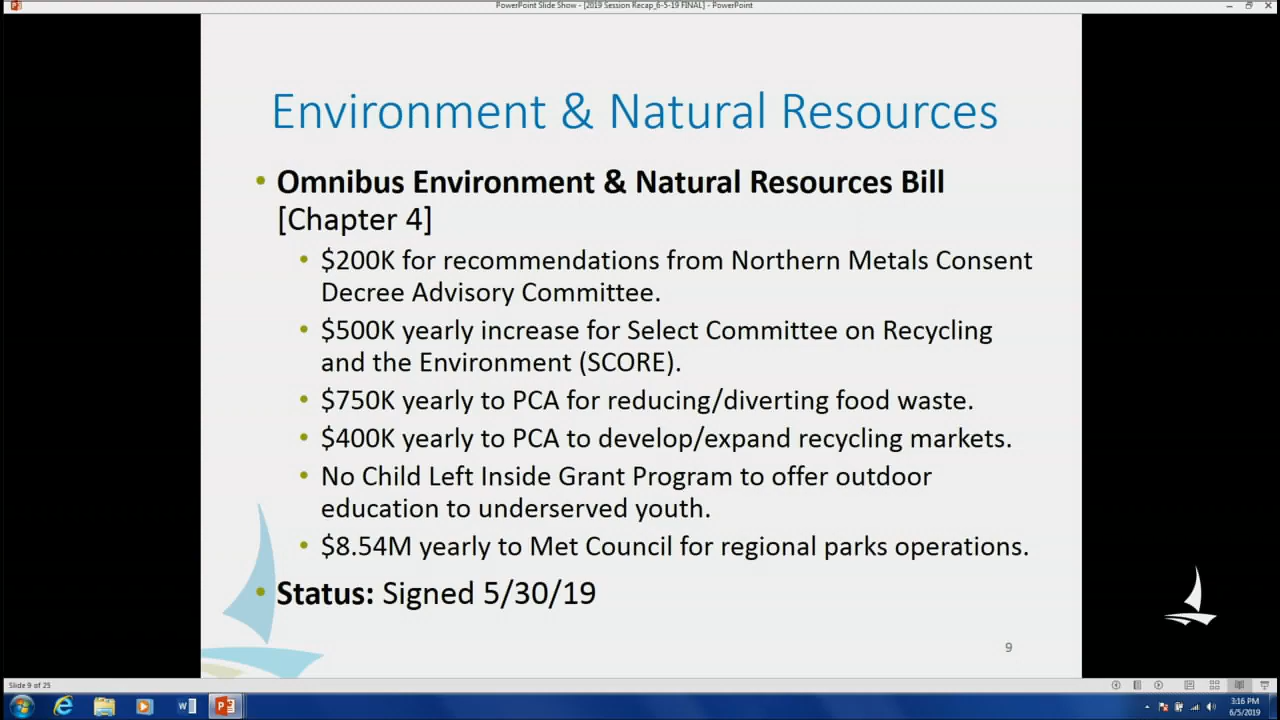 PowerPoint Slide Show - [2019 Session Recap_6-5-19 FINAL] - PowerPoint
Environment & Natural Resources
• Omnibus Environment & Natural Resources Bill
[Chapter 4]
• $200K for recommendations from Northern Metals Consent
Decree Advisory Committee.
• $500K yearly increase for Select Committee on Recycling
and the Environment (SCORE).
• $750K yearly to PCA for reducing/diverting food waste.
• $400K yearly to PCA to develop/expand recycling markets.
• No Child Left Inside Grant Program to offer outdoor
education to underserved youth.
• $8.54M yearly to Met Council for regional parks operations.
• Status: Signed 5/30/19
9
Slide 9 of 25
3:16 PM
6/5/2019